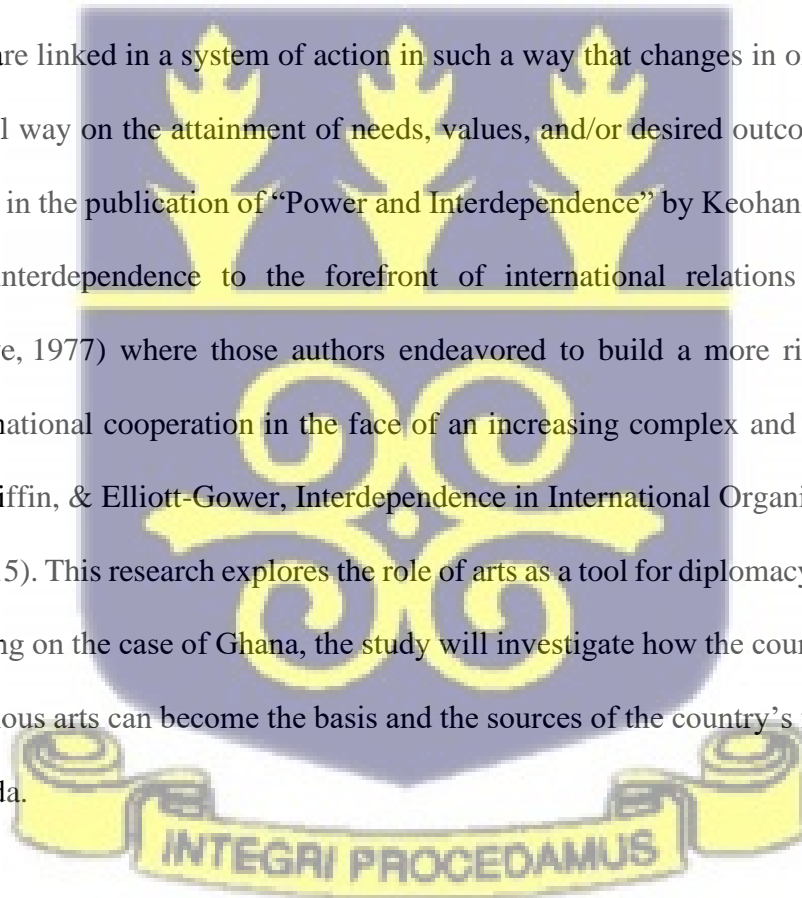 are linked in a system of action in such a way that changes in o
l way on the attainment of needs, values, and/or desired outco
in the publication of “Power and Interdependence” by Keohan
interdependence to the forefront of international relations
e, 1977) where those authors endeavored to build a more ri
national cooperation in the face of an increasing complex and
iffin, & Elliott-Gower, Interdependence in International Organi
15). This research explores the role of arts as a tool for diplomacy
ng on the case of Ghana, the study will investigate how the coun
ious arts can become the basis and the sources of the country’s
da.
INTEGRI PROCEDAMUS